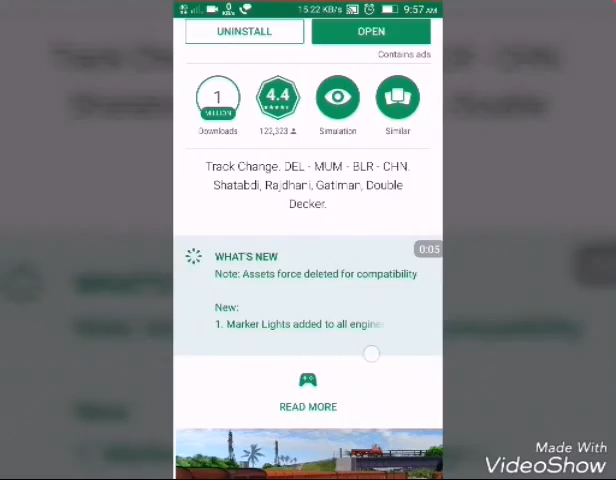 0
KB/s
15.22 KB/s
9:57 AM
UNINSTALL
OPEN
Contains ads
1
MILLION
4.4
Downloads
122,323
Simulation
Similar
Track Change. DEL - MUM - BLR - CHN.
Shatabdi, Rajdhani, Gatiman, Double
Decker.
0:05
WHAT'S NEW
Note: Assets force deleted for compatibility
New:
1. Marker Lights added to all engine
READ MORE
Made With
VideoShow